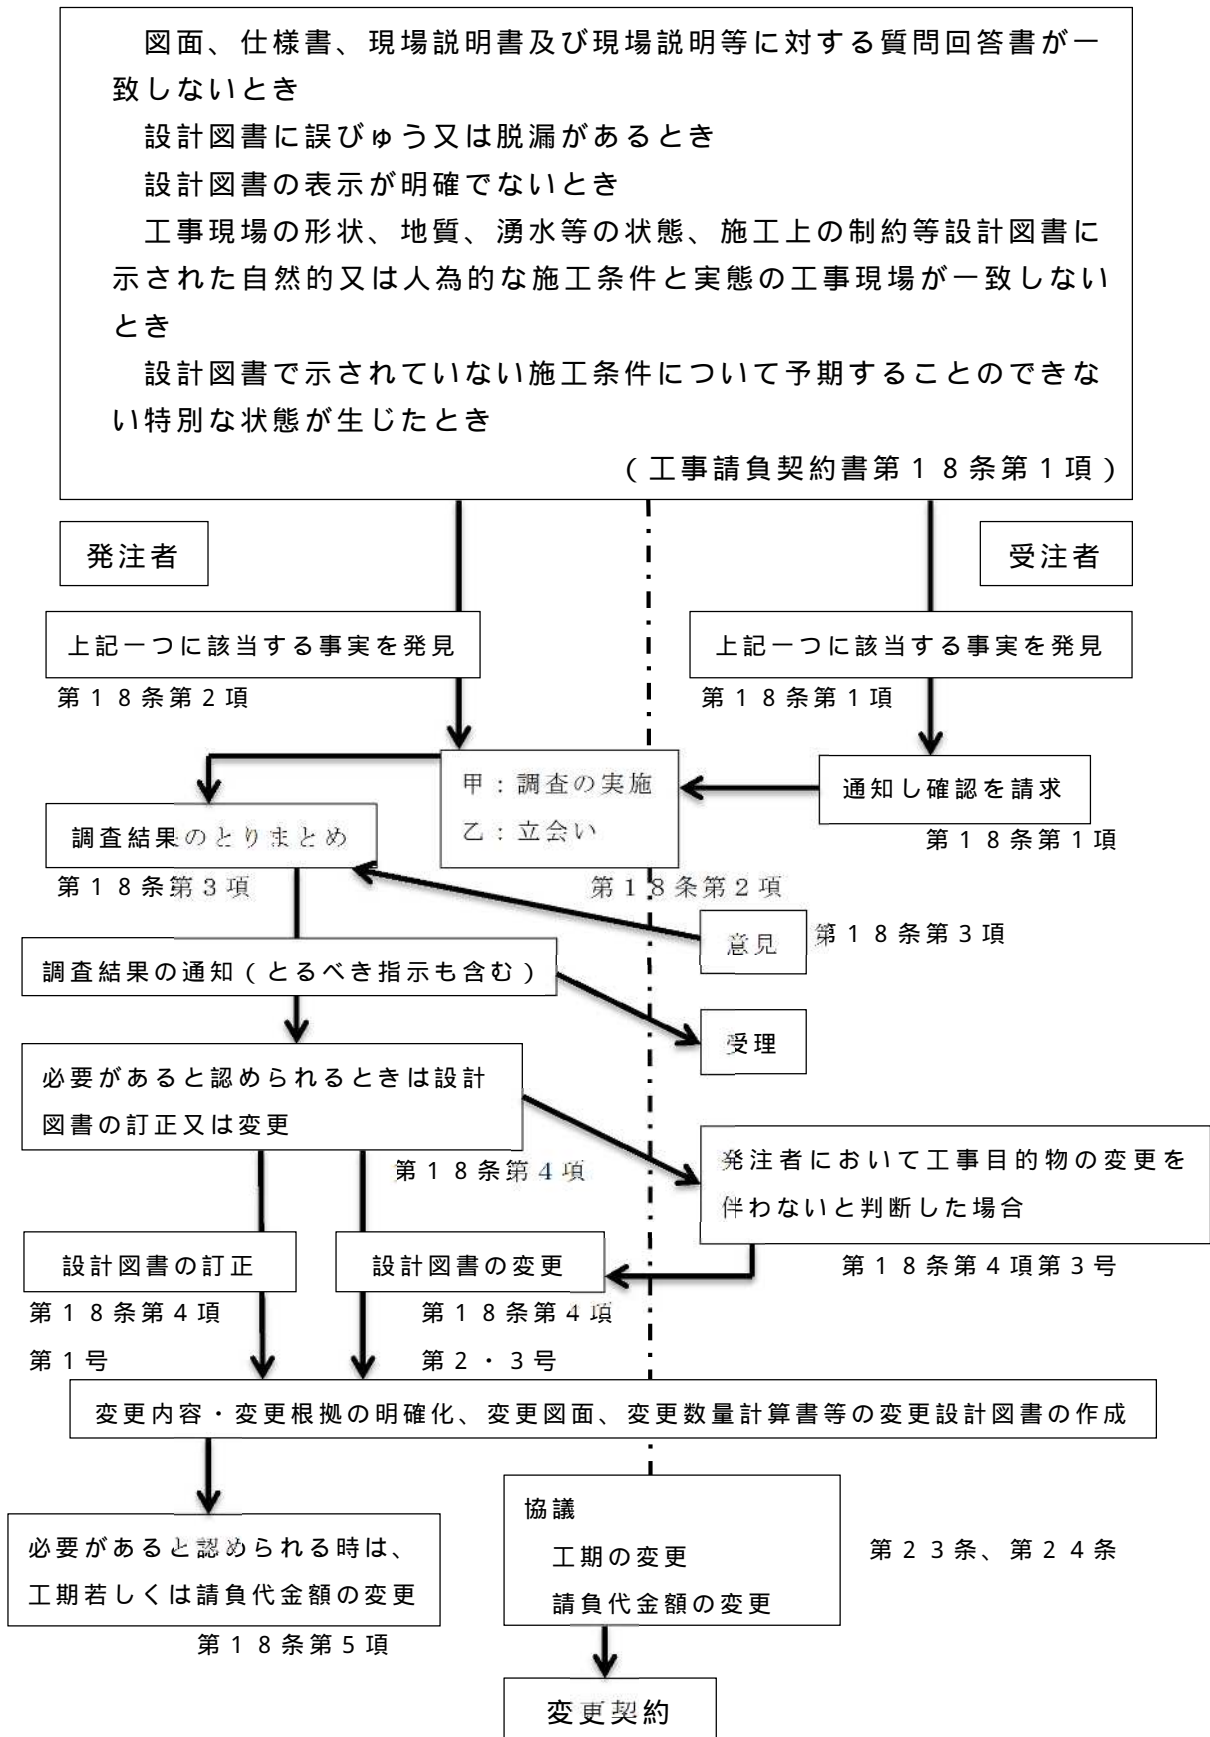 図面、仕様書、現場説明書及び現場説明等に対する質問回答書が一
致しないとき
設計図書に誤びゅう又は脱漏があるとき
設計図書の表示が明確でないとき
工事現場の形状、地質、湧水等の状態、施工上の制約等設計図書に
示された自然的又は人為的な施工条件と実態の工事現場が一致しない
とき
設計図書で示されていない施工条件について予期することのできな
い特別な状態が生じたとき
(工事請負契約書第18条第1項)
発注者
受注者
上記一つに該当する事実を発見
上記一つに該当する事実を発見
第18条第2項
第18条第1項
甲:調査の実施
乙:立会い
通知し確認を請求
調査結果のとりまとめ
第18条第1項
第18条第3項
第18条第2項
意見
第18条第3項
調査結果の通知(とるべき指示も含む)
受理
必要があると認められるときは設計
図書の訂正又は変更
第18条第4項
発注者において工事目的物の変更を
伴わないと判断した場合
設計図書の訂正
設計図書の変更
第18条第4項第3号
第18条第4項
第1号
第18条第4項
第2・3号
変更内容・変更根拠の明確化、変更図面、変更数量計算書等の変更設計図書の作成
必要があると認められる時は、
工期若しくは請負代金額の変更
第18条第5項
協議
工期の変更
請負代金額の変更
第23条、第24条
変更契約